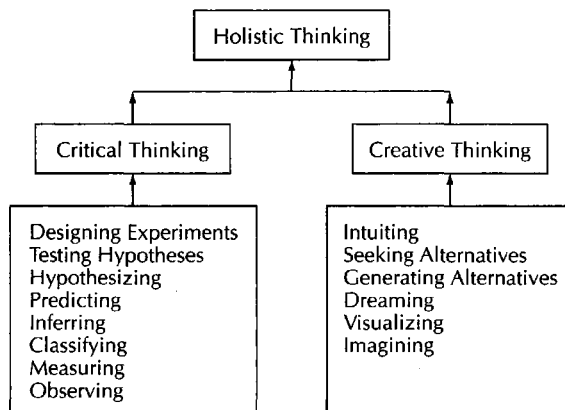 Holistic Thinking
Critical Thinking
Creative Thinking
Designing Experiments
Testing Hypotheses
Hypothesizing
Predicting
Inferring
Classifying
Measuring
Observing
Intuiting
Seeking Alternatives
Generating Alternatives
Dreaming
Visualizing
Imagining